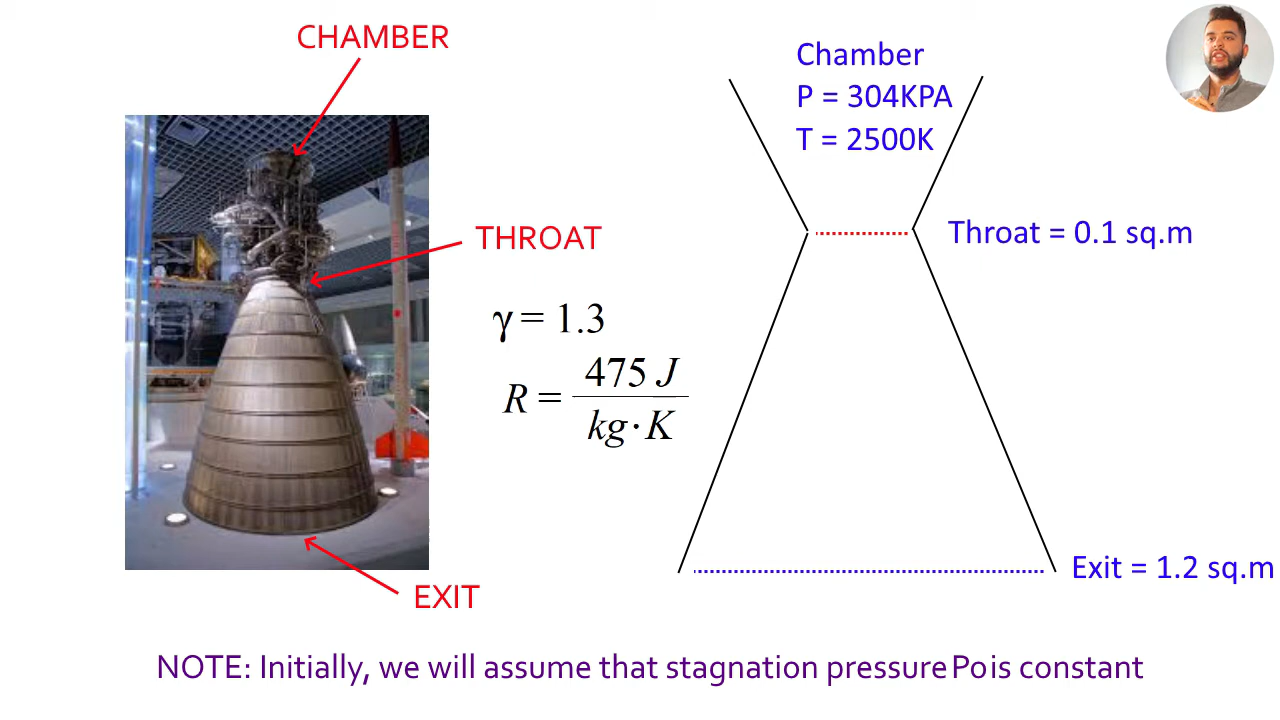 CHAMBER
THROAT
EXIT
γ = 1.3
R = 475 J / kg·K
Chamber
P = 304KPA
T = 2500K
Throat = 0.1 sq.m
Exit = 1.2 sq.m
NOTE: Initially, we will assume that stagnation pressure Po is constant